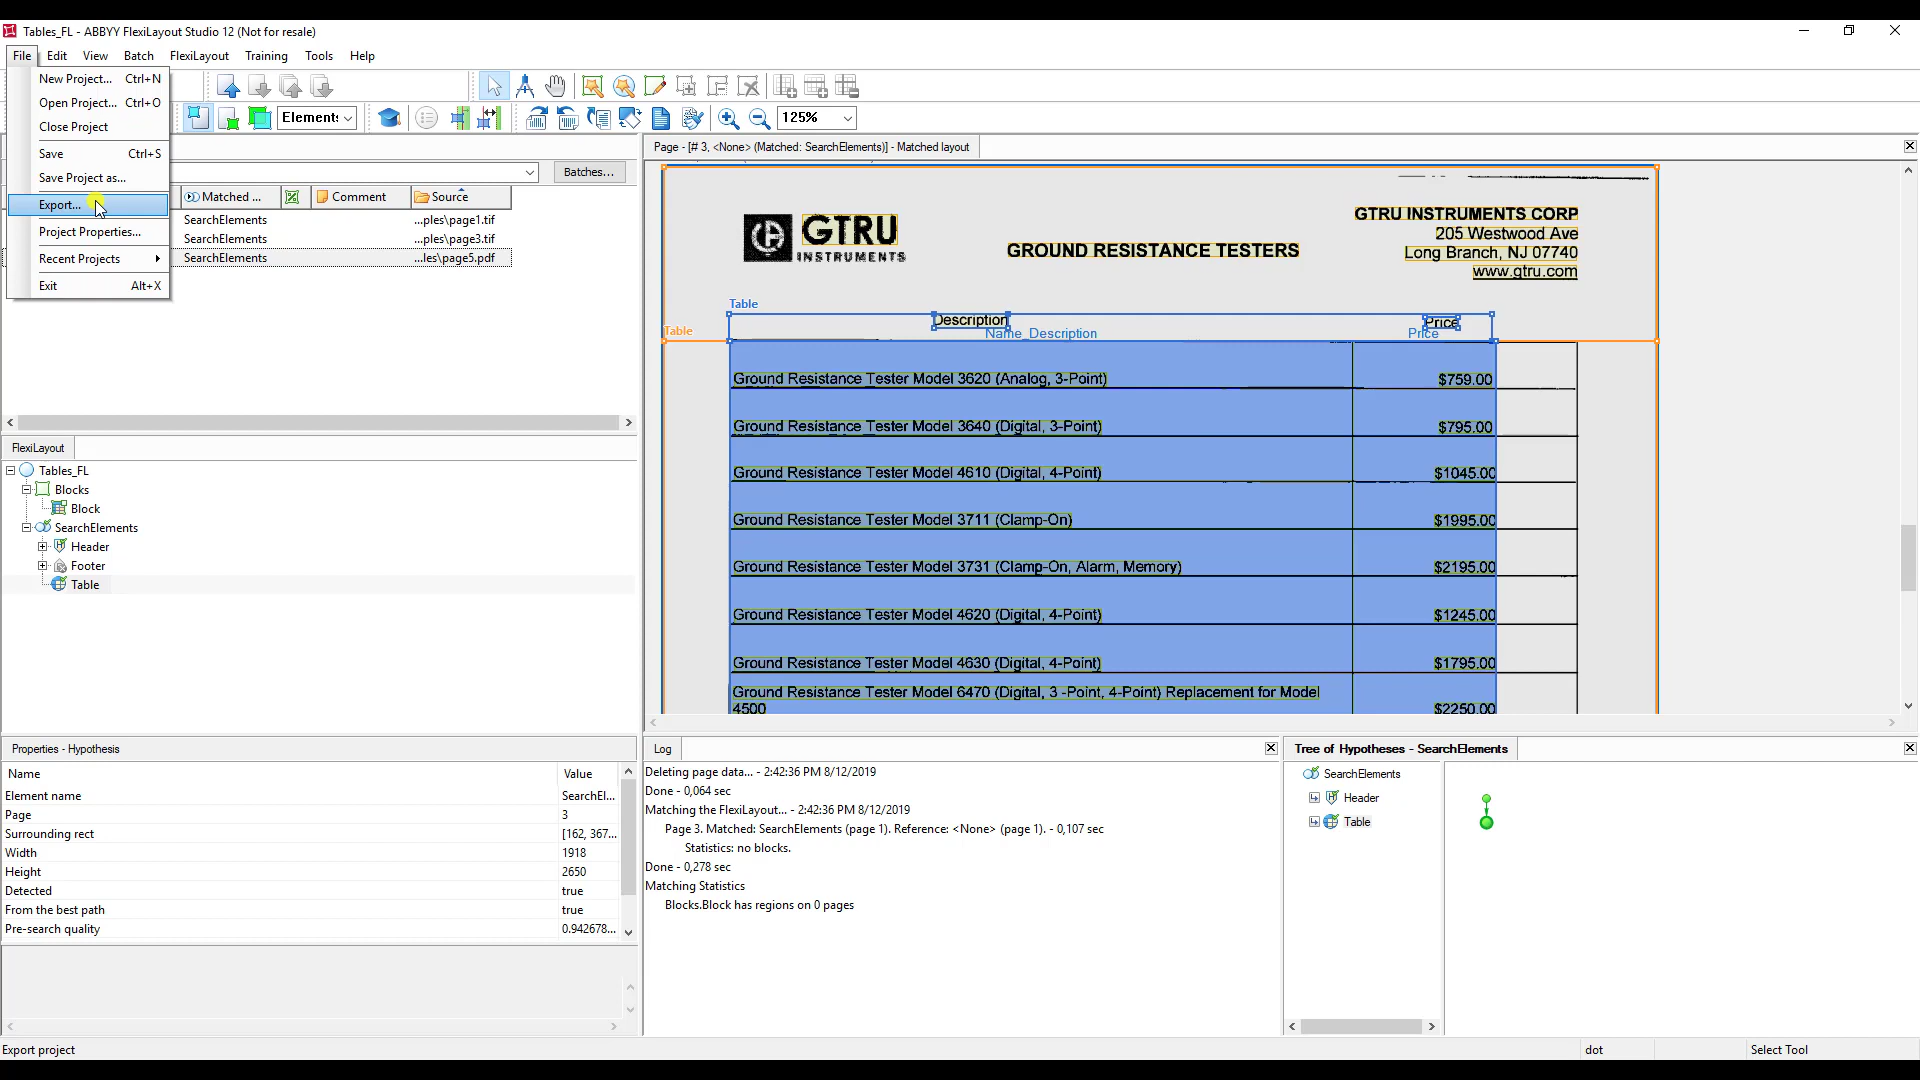 Tables_FL - ABBYY FlexiLayout Studio 12 (Not for resale)
File Edit View Batch FlexiLayout Training Tools Help
New Project... Ctrl+N
Open Project... Ctrl+O
Close Project
Save Ctrl+S
Save Project as...
Export...
Project Properties...
Recent Projects
Exit Alt+X
Elements
125%
Batches...
Matched ... Comment Source
SearchElements ...ples\page1.tif
SearchElements ...ples\page3.tif
SearchElements ...les\page5.pdf
FlexiLayout
Tables_FL
Blocks
Block
SearchElements
Header
Footer
Table
Page - [# 3, <None> (Matched: SearchElements)] - Matched layout
GTRU
INSTRUMENTS
GROUND RESISTANCE TESTERS
GTRU INSTRUMENTS CORP
205 Westwood Ave
Long Branch, NJ 07740
www.gtru.com
Table
Table
Description Price
Name_Description Price
Ground Resistance Tester Model 3620 (Analog, 3-Point) $759.00
Ground Resistance Tester Model 3640 (Digital, 3-Point) $795.00
Ground Resistance Tester Model 4610 (Digital, 4-Point) $1045.00
Ground Resistance Tester Model 3711 (Clamp-On) $1995.00
Ground Resistance Tester Model 3731 (Clamp-On, Alarm, Memory) $2195.00
Ground Resistance Tester Model 4620 (Digital, 4-Point) $1245.00
Ground Resistance Tester Model 4630 (Digital, 4-Point) $1795.00
Ground Resistance Tester Model 6470 (Digital, 3 -Point, 4-Point) Replacement for Model
4500 $2250.00
Properties - Hypothesis
Name Value
Element name SearchEl...
Page 3
Surrounding rect [162, 367...
Width 1918
Height 2650
Detected true
From the best path true
Pre-search quality 0.942678...
Log
Deleting page data... - 2:42:36 PM 8/12/2019
Done - 0,064 sec
Matching the FlexiLayout... - 2:42:36 PM 8/12/2019
Page 3. Matched: SearchElements (page 1). Reference: <None> (page 1). - 0,107 sec
Statistics: no blocks.
Done - 0,278 sec
Matching Statistics
Blocks.Block has regions on 0 pages
Tree of Hypotheses - SearchElements
SearchElements
Header
Table
Export project dot Select Tool